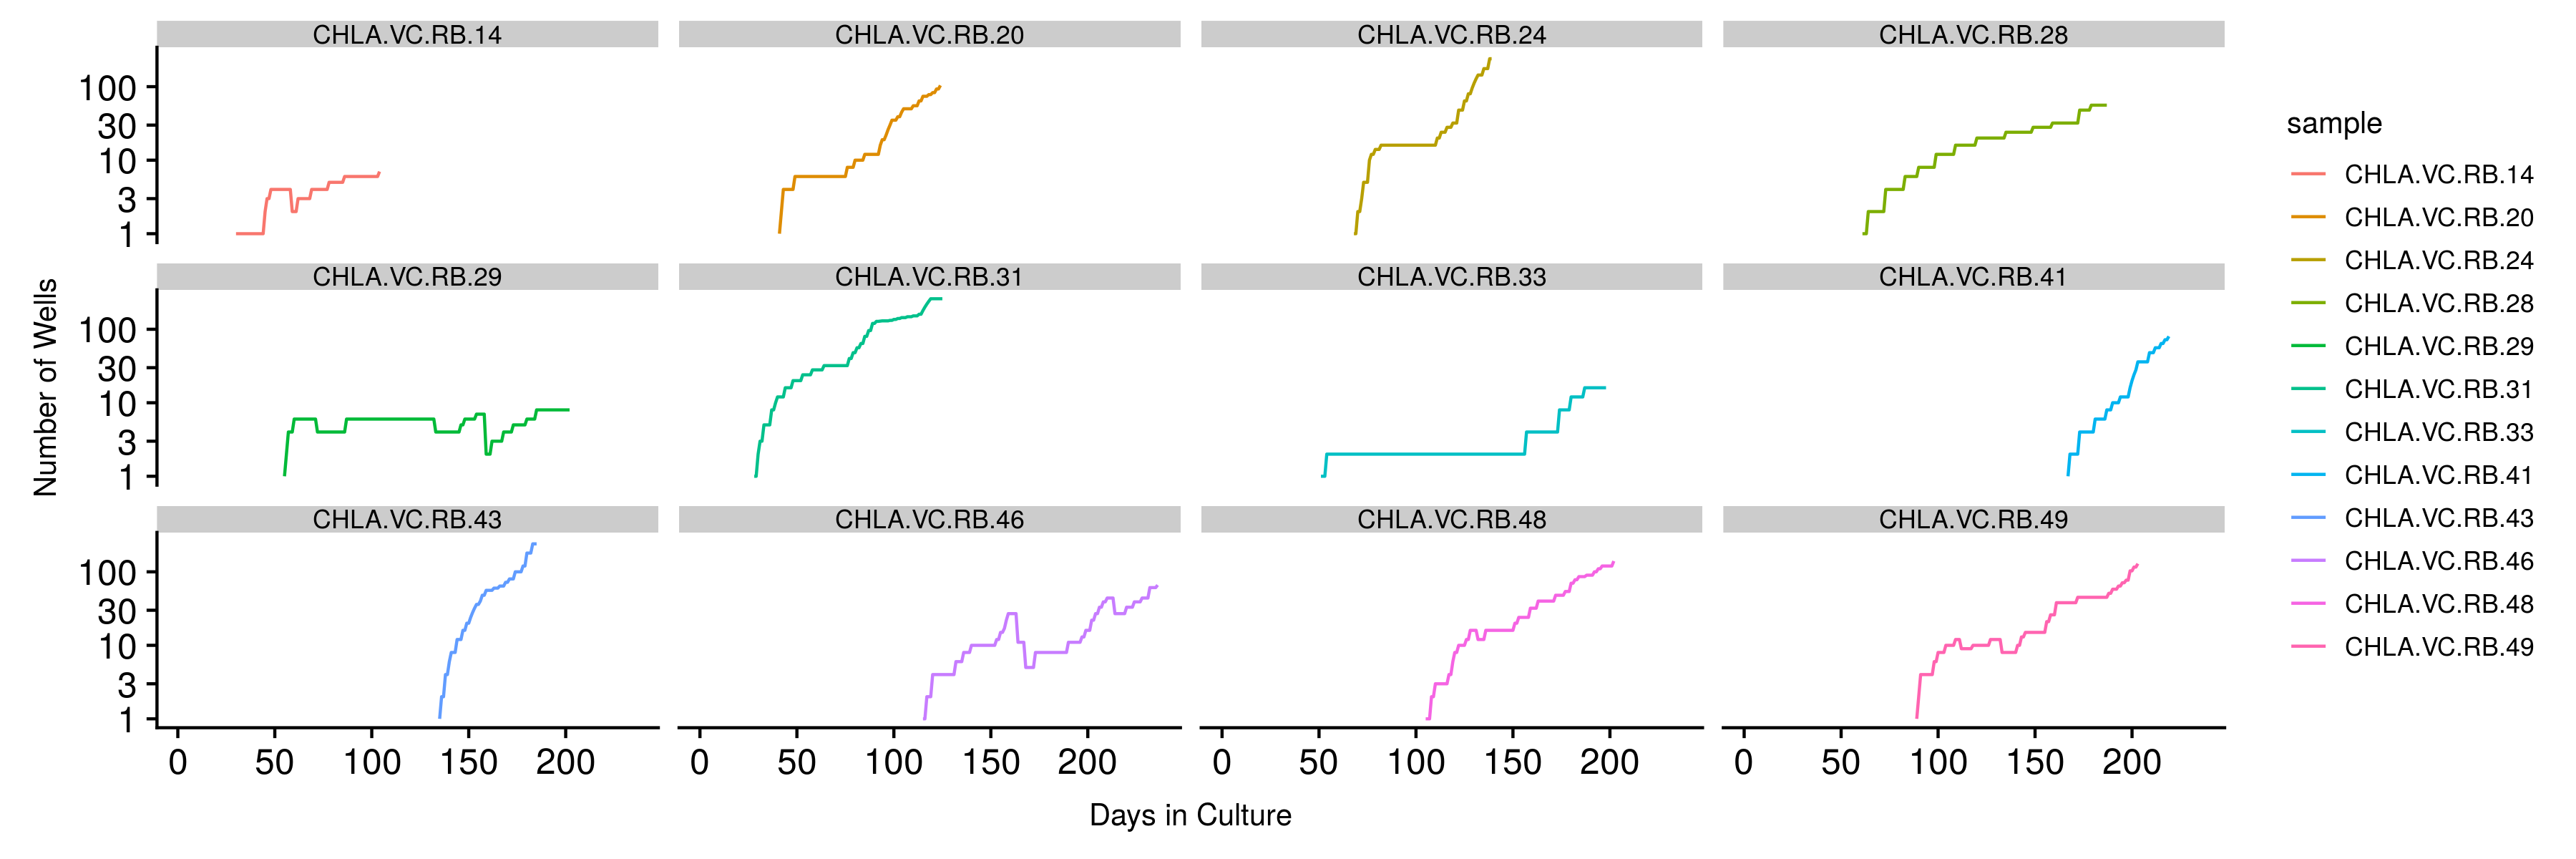 CHLA.VC.RB.14 CHLA.VC.RB.20 CHLA.VC.RB.24 CHLA.VC.RB.28
100
30
10
3
1
CHLA.VC.RB.29 CHLA.VC.RB.31 CHLA.VC.RB.33 CHLA.VC.RB.41
100
30
10
3
1
CHLA.VC.RB.43 CHLA.VC.RB.46 CHLA.VC.RB.48 CHLA.VC.RB.49
100
30
10
3
1
0 50 100 150 200 0 50 100 150 200 0 50 100 150 200 0 50 100 150 200
Number of Wells
Days in Culture
sample
CHLA.VC.RB.14
CHLA.VC.RB.20
CHLA.VC.RB.24
CHLA.VC.RB.28
CHLA.VC.RB.29
CHLA.VC.RB.31
CHLA.VC.RB.33
CHLA.VC.RB.41
CHLA.VC.RB.43
CHLA.VC.RB.46
CHLA.VC.RB.48
CHLA.VC.RB.49